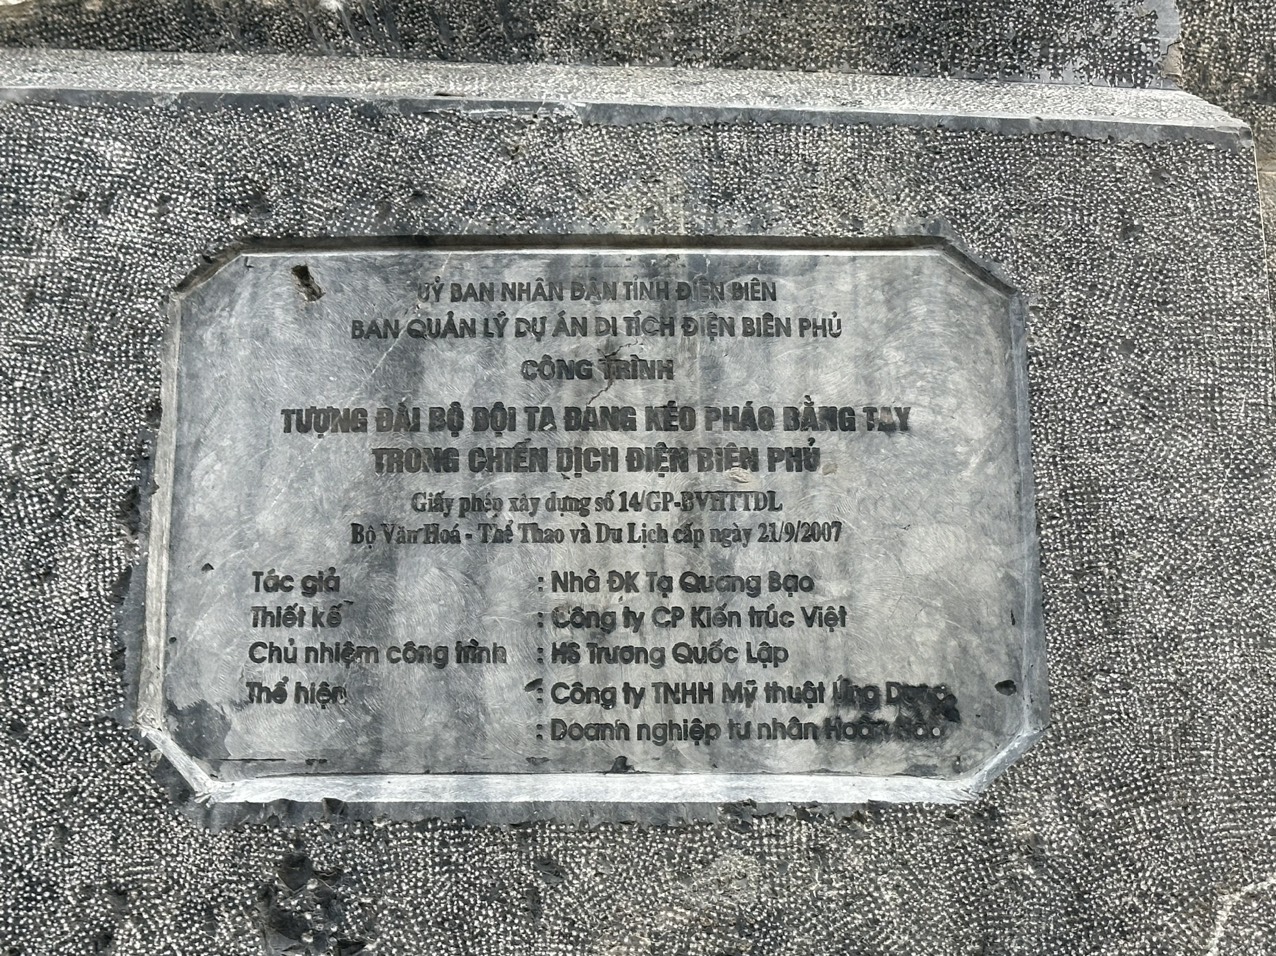 UỶ BAN NHÂN DÂN TỈNH ĐIỆN BIÊN
BAN QUẢN LÝ DỰ ÁN DI TÍCH ĐIỆN BIÊN PHỦ
CÔNG TRÌNH
TƯỢNG ĐÀI BỘ ĐỘI TA ĐANG KÉO PHÁO BẰNG TAY
TRONG CHIẾN DỊCH ĐIỆN BIÊN PHỦ
Giấy phép xây dựng số 14/GP-BVHTTDL
Bộ Văn Hoá - Thể Thao và Du Lịch cấp ngày 21/9/2007
Tác giả : Nhà ĐK Tạ Quang Bạo
Thiết kế : Công ty CP Kiến trúc Việt
Chủ nhiệm công trình : HS Trương Quốc Lập
Thể hiện : Công ty TNHH Mỹ thuật Ứng Dụng
: Doanh nghiệp tư nhân